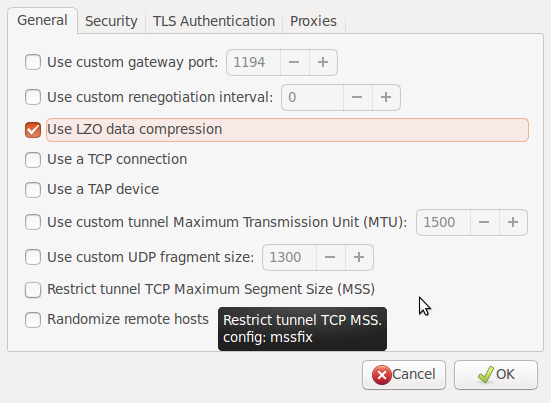 General Security TLS Authentication Proxies
Use custom gateway port: 1194
Use custom renegotiation interval: 0
Use LZO data compression
Use a TCP connection
Use a TAP device
Use custom tunnel Maximum Transmission Unit (MTU): 1500
Use custom UDP fragment size: 1300
Restrict tunnel TCP Maximum Segment Size (MSS)
Randomize remote hosts
Restrict tunnel TCP MSS.
config: mssfix
Cancel OK